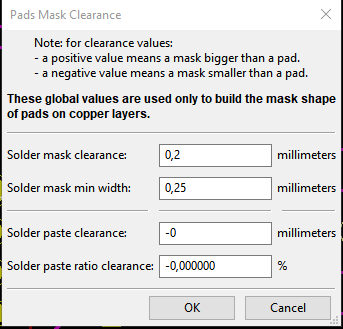 Pads Mask Clearance
Note: for clearance values:
- a positive value means a mask bigger than a pad.
- a negative value means a mask smaller than a pad.
These global values are used only to build the mask shape
of pads on copper layers.
Solder mask clearance: 0,2 millimeters
Solder mask min width: 0,25 millimeters
Solder paste clearance: -0 millimeters
Solder paste ratio clearance: -0,000000 %
OK Cancel